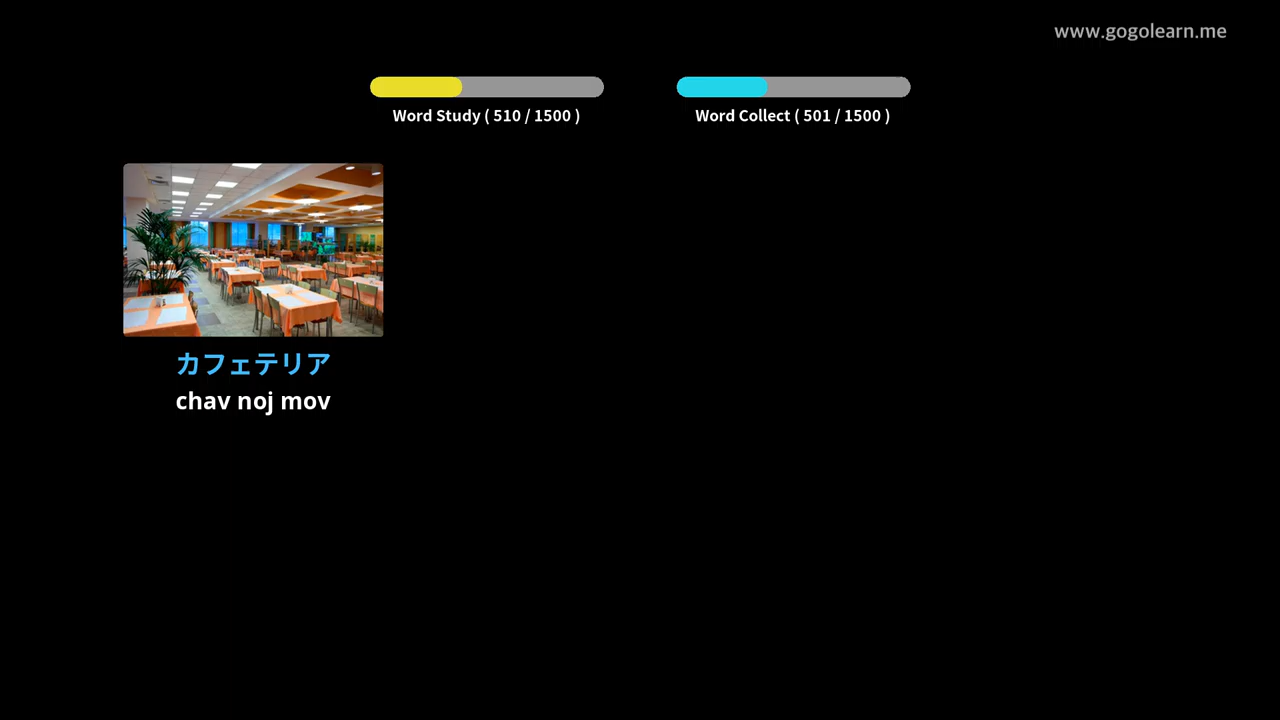 www.gogolearn.me
Word Study ( 510 / 1500 )
Word Collect ( 501 / 1500 )
カフェテリア
chav noj mov